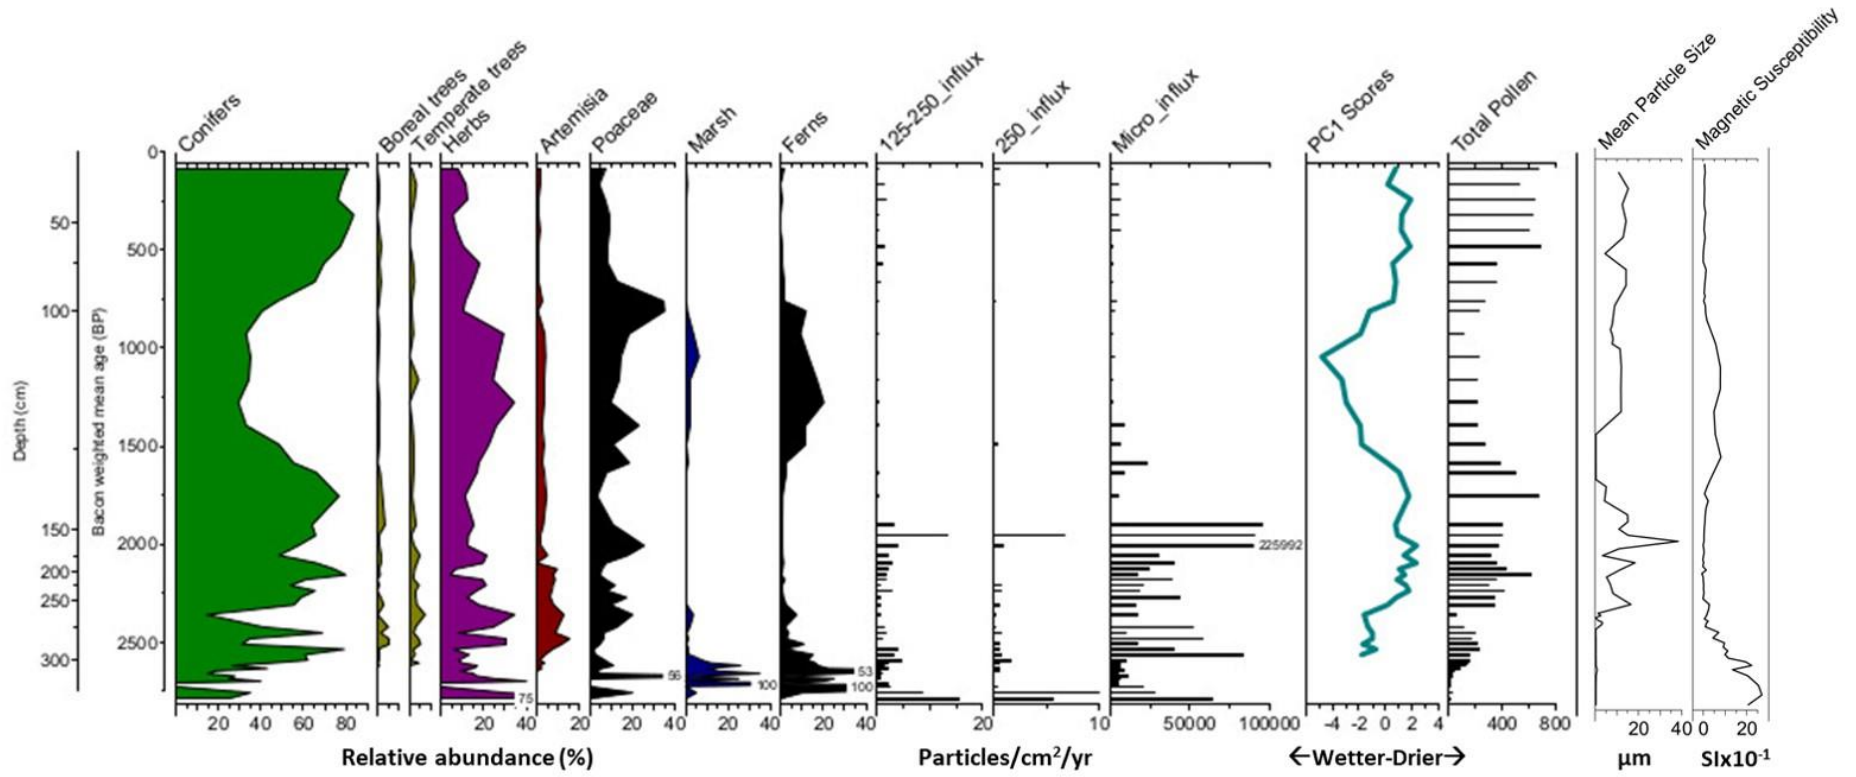 Conifers
Boreal trees
Temperate trees
Herbs
Artemisia
Poaceae
Marsh
Ferns
125-250_influx
250_influx
Micro_influx
PC1 Scores
Total Pollen
Mean Particle Size
Magnetic Susceptibility
Depth (cm)
50
100
150
200
250
300
Bacon weighted mean age (BP)
0
500
1000
1500
2000
2500
225992
56
53
100
100
75
20 40 60 80
20 40
20
20 40
20 40
20 40
20
10
50000 100000
-4 -2 0 2 4
400 800
20 40
0 20
Relative abundance (%)
Particles/cm²/yr
←Wetter-Drier→
µm
SIx10⁻¹